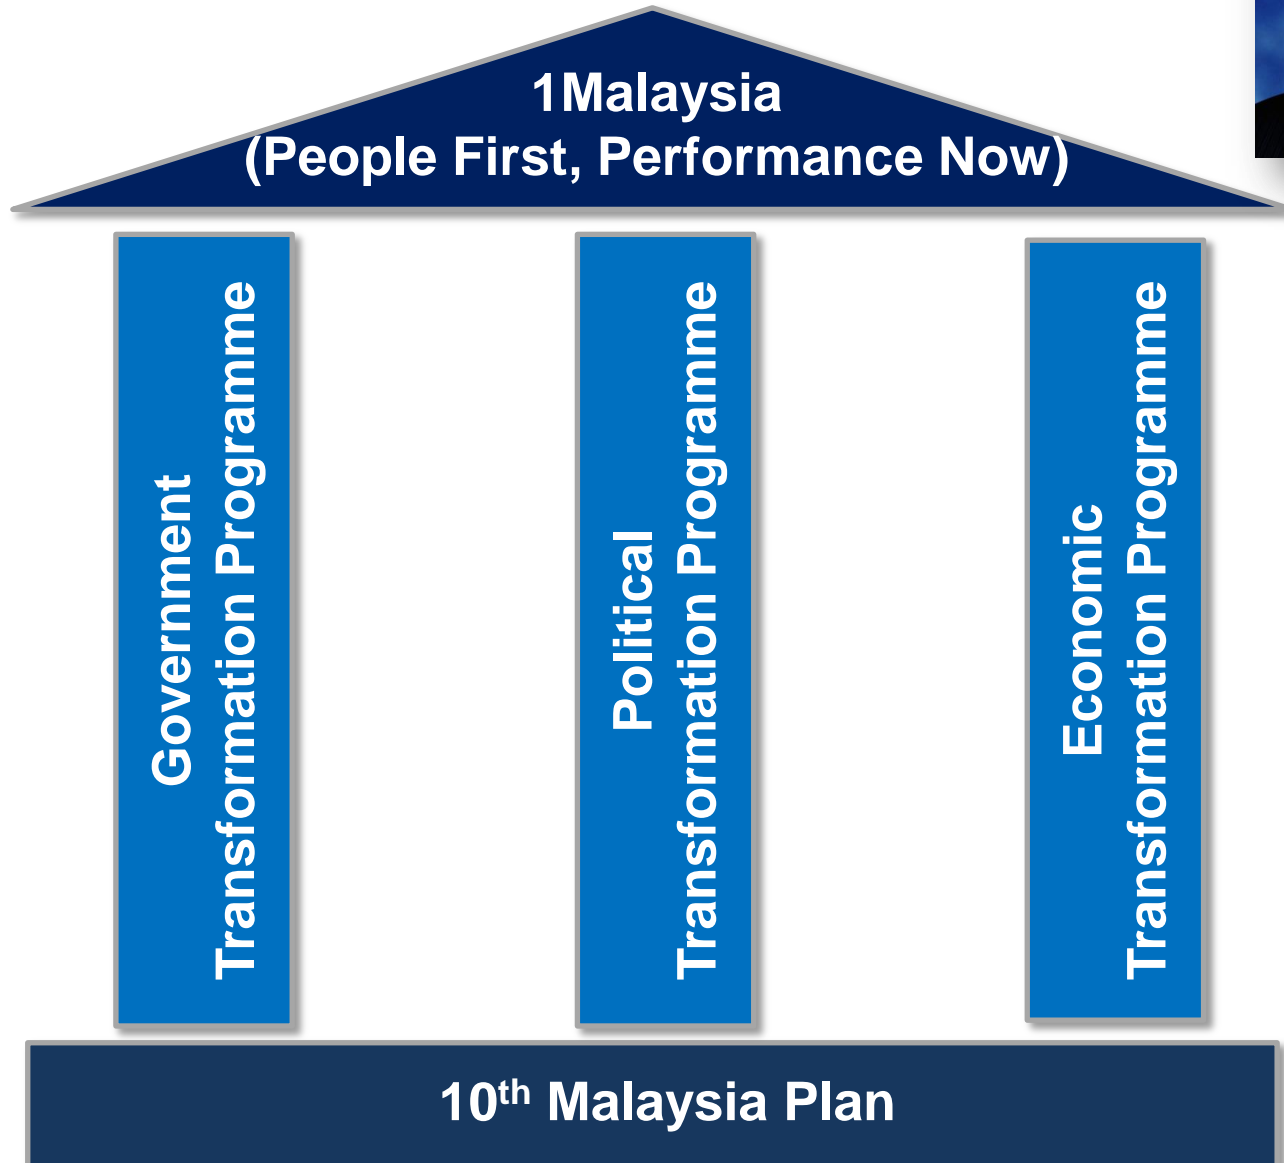 1Malaysia
(People First, Performance Now)
Government
Transformation Programme
Political
Transformation Programme
Economic
Transformation Programme
10th Malaysia Plan